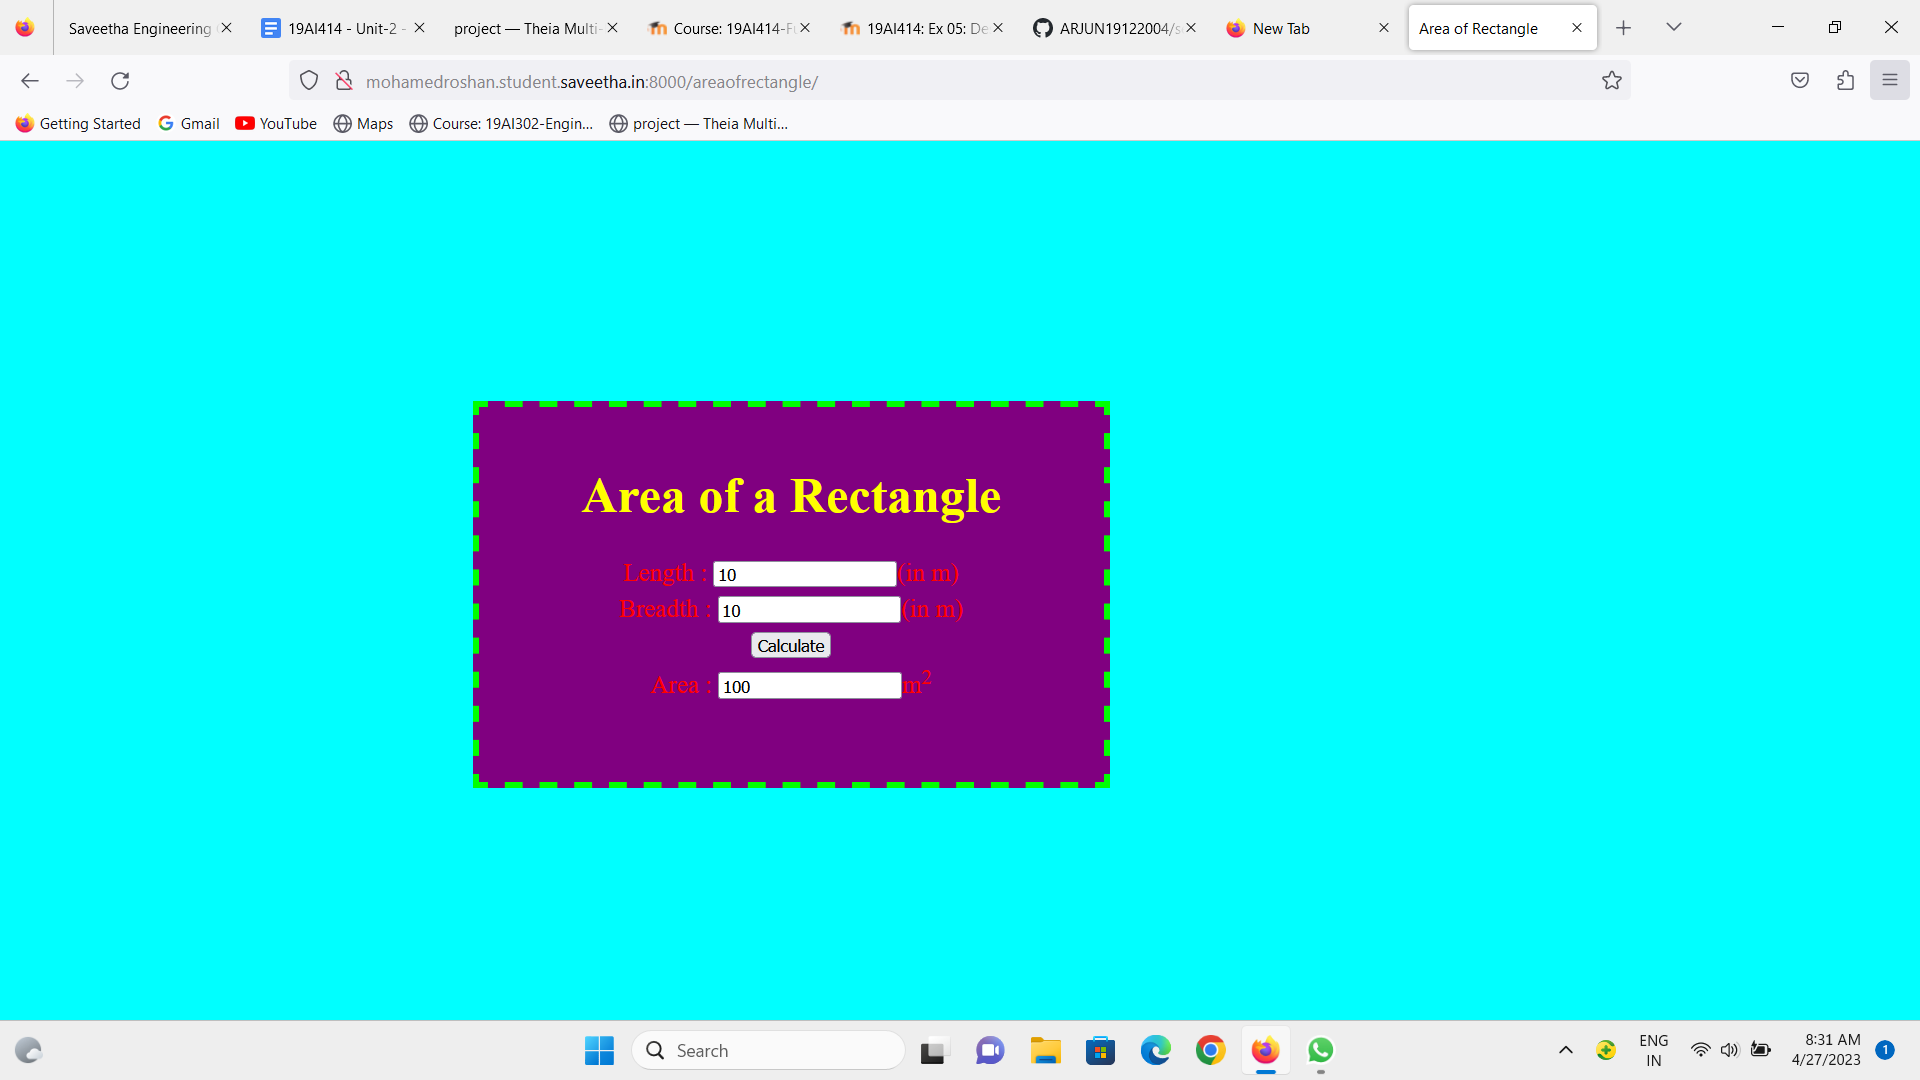 Saveetha Engineering
19AI414 - Unit-2 -
project — Theia Multi-
Course: 19AI414-F
19AI414: Ex 05: De
ARJUN19122004/s
New Tab
Area of Rectangle
mohamedroshan.student.saveetha.in:8000/areaofrectangle/
Getting Started
Gmail
YouTube
Maps
Course: 19AI302-Engin...
project — Theia Multi...
Area of a Rectangle
Length : 10 (in m)
Breadth : 10 (in m)
Calculate
Area : 100 m²
Search
ENG
IN
8:31 AM
4/27/2023
1